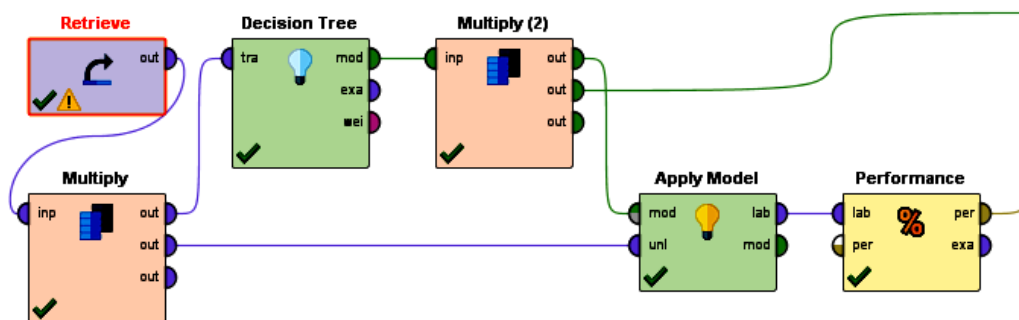 Retrieve
out
Decision Tree
tra
mod
exa
wei
Multiply (2)
inp
out
out
out
Multiply
inp
out
out
out
Apply Model
mod
lab
unl
mod
Performance
lab
per
%
per
exa